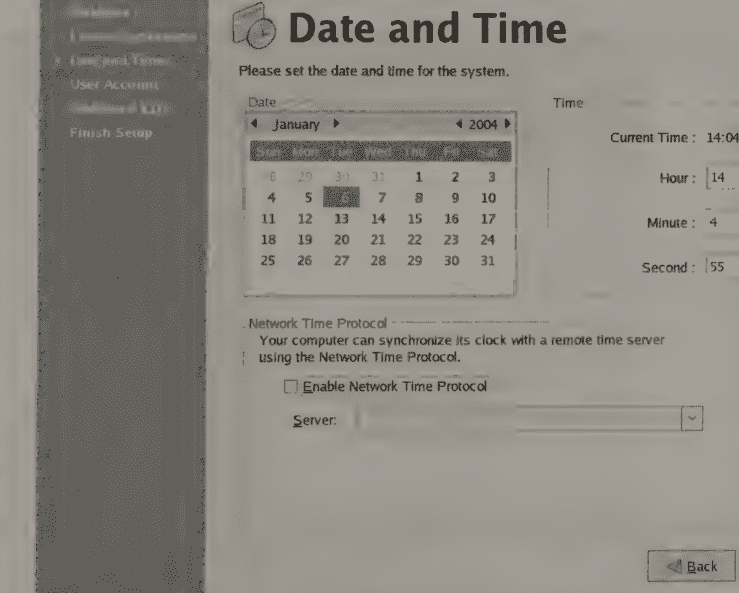 Date and Time
Please set the date and time for the system.
Date
January 2004
31 1 2 3
4 5 6 7 8 9 10
11 12 13 14 15 16 17
18 19 20 21 22 23 24
25 26 27 28 29 30 31
Time
Current Time : 14:04
Hour : 14
Minute : 4
Second : 55
Network Time Protocol
Your computer can synchronize its clock with a remote time server
using the Network Time Protocol.
Enable Network Time Protocol
Server:
Back
User Account
Finish Setup